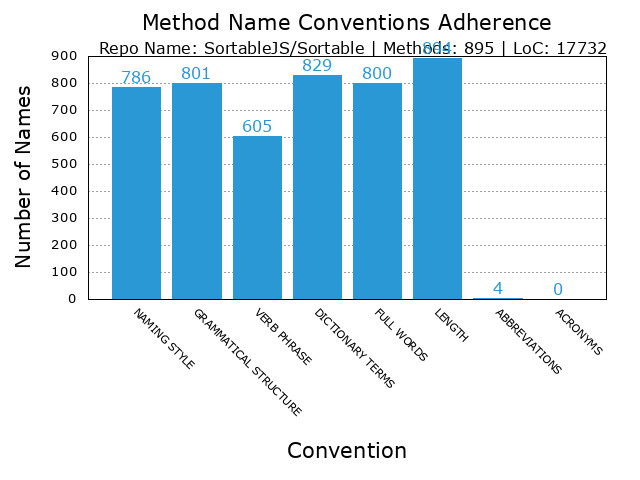 Method Name Conventions Adherence
Repo Name: SortableJS/Sortable | Methods: 895 | LoC: 17732
Number of Names
900
800
700
600
500
400
300
200
100
0
786
801
605
829
800
894
4
0
NAMING STYLE
GRAMMATICAL STRUCTURE
VERB PHRASE
DICTIONARY TERMS
FULL WORDS
LENGTH
ABBREVIATIONS
ACRONYMS
Convention